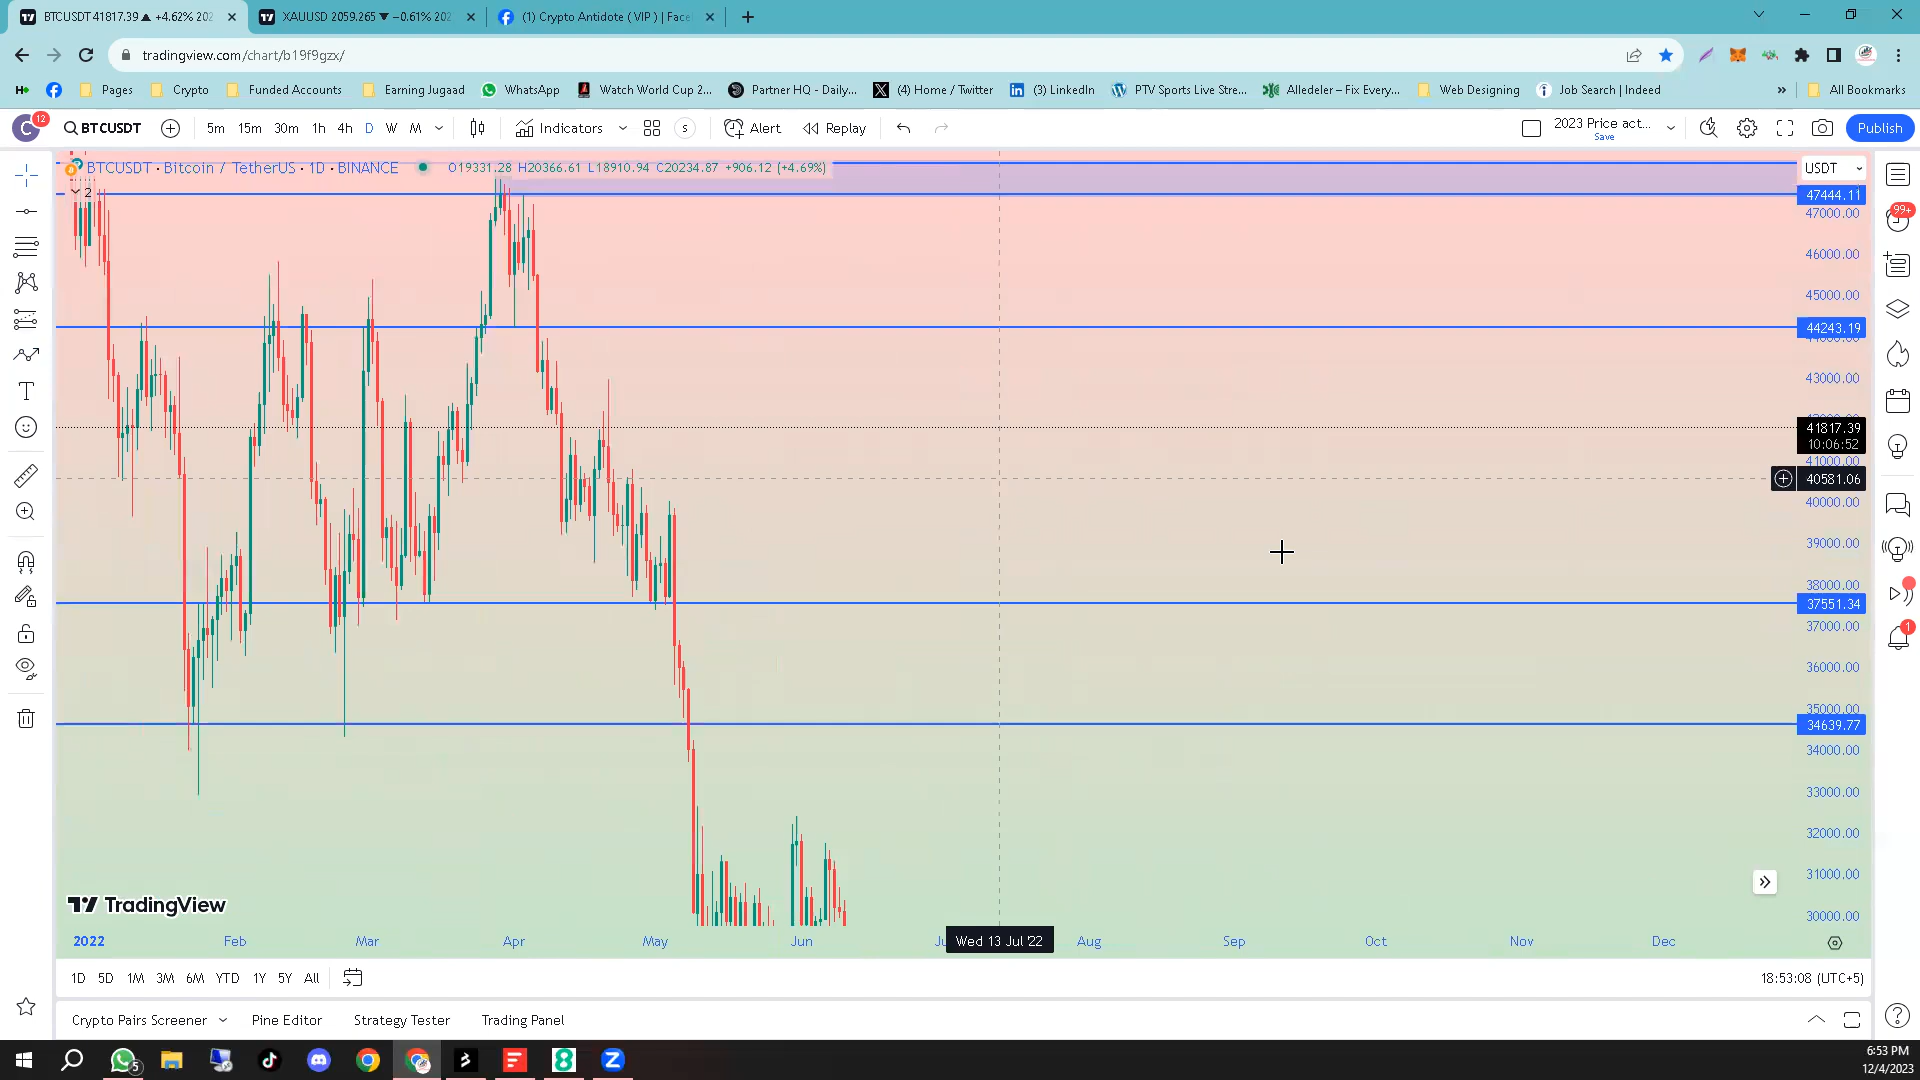 BTCUSDT 41817.39 ▲ +4.62% 202
XAUUSD 2059.265 ▼ −0.61% 202
(1) Crypto Antidote ( VIP ) | Face
tradingview.com/chart/b19f9gzx/
Pages
Crypto
Funded Accounts
Earning Jugaad
WhatsApp
Watch World Cup 2...
Partner HQ - Daily...
(4) Home / Twitter
(3) LinkedIn
PTV Sports Live Stre...
Alledeler – Fix Every...
Web Designing
Job Search | Indeed
»
All Bookmarks
C 12
BTCUSDT
5m 15m 30m 1h 4h D W M
Indicators
S
Alert
Replay
2023 Price act...
Save
Publish
BTCUSDT · Bitcoin / TetherUS · 1D · BINANCE
O19331.28 H20366.61 L18910.94 C20234.87 +906.12 (+4.69%)
2
USDT
47444.11
47000.00
46000.00
45000.00
44243.19
44000.00
43000.00
41817.39
10:06:52
41000.00
40581.06
40000.00
39000.00
38000.00
37551.34
37000.00
36000.00
35000.00
34639.77
34000.00
33000.00
32000.00
31000.00
30000.00
99+
1
TradingView
2022 Feb Mar Apr May Jun Wed 13 Jul '22 Aug Sep Oct Nov Dec
1D 5D 1M 3M 6M YTD 1Y 5Y All
18:53:08 (UTC+5)
Crypto Pairs Screener
Pine Editor
Strategy Tester
Trading Panel
5
6:53 PM
12/4/2023